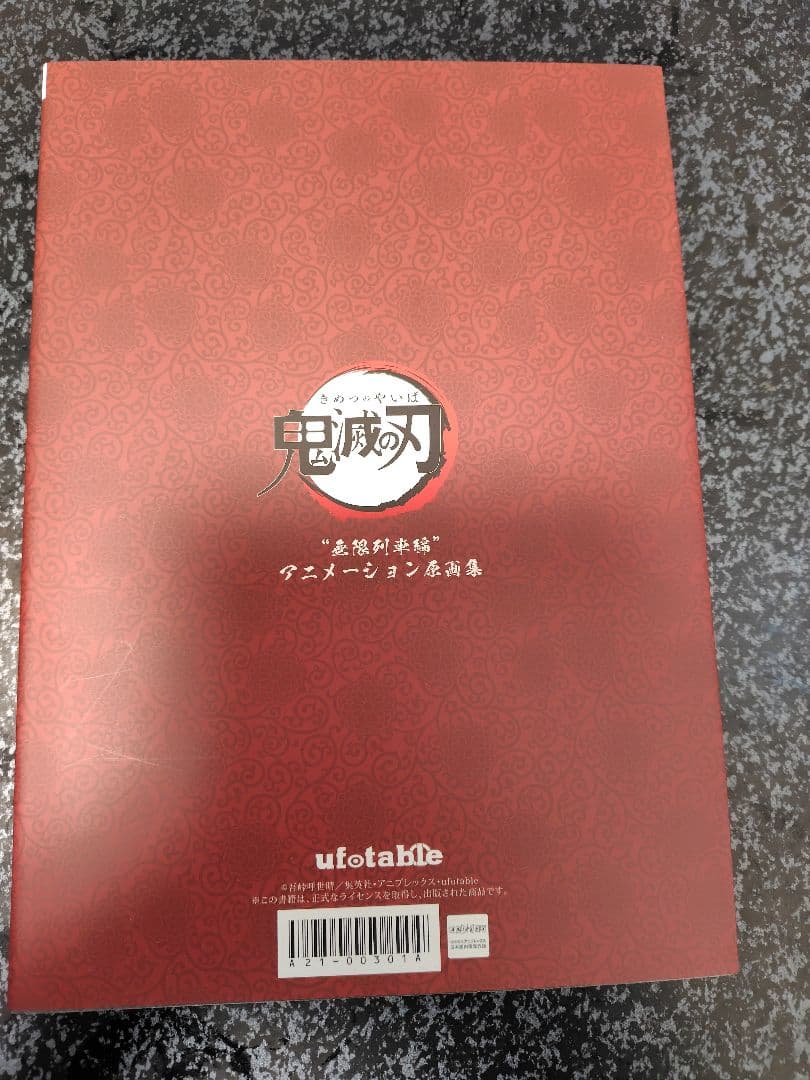 きめつのやいば
鬼滅の刃
“無限列車編”
アニメーション原画集
ufotable
©吾峠呼世晴／集英社・アニプレックス・ufotable
※この書籍は、正式なライセンスを取得し、出版された商品です。
A21-00301A